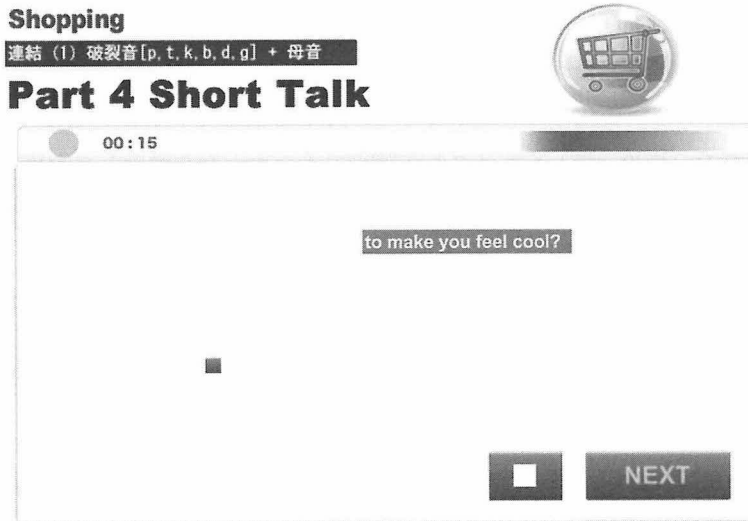 Shopping
連結 (1) 破裂音[p, t, k, b, d, g] + 母音
Part 4 Short Talk
00:15
to make you feel cool?
NEXT